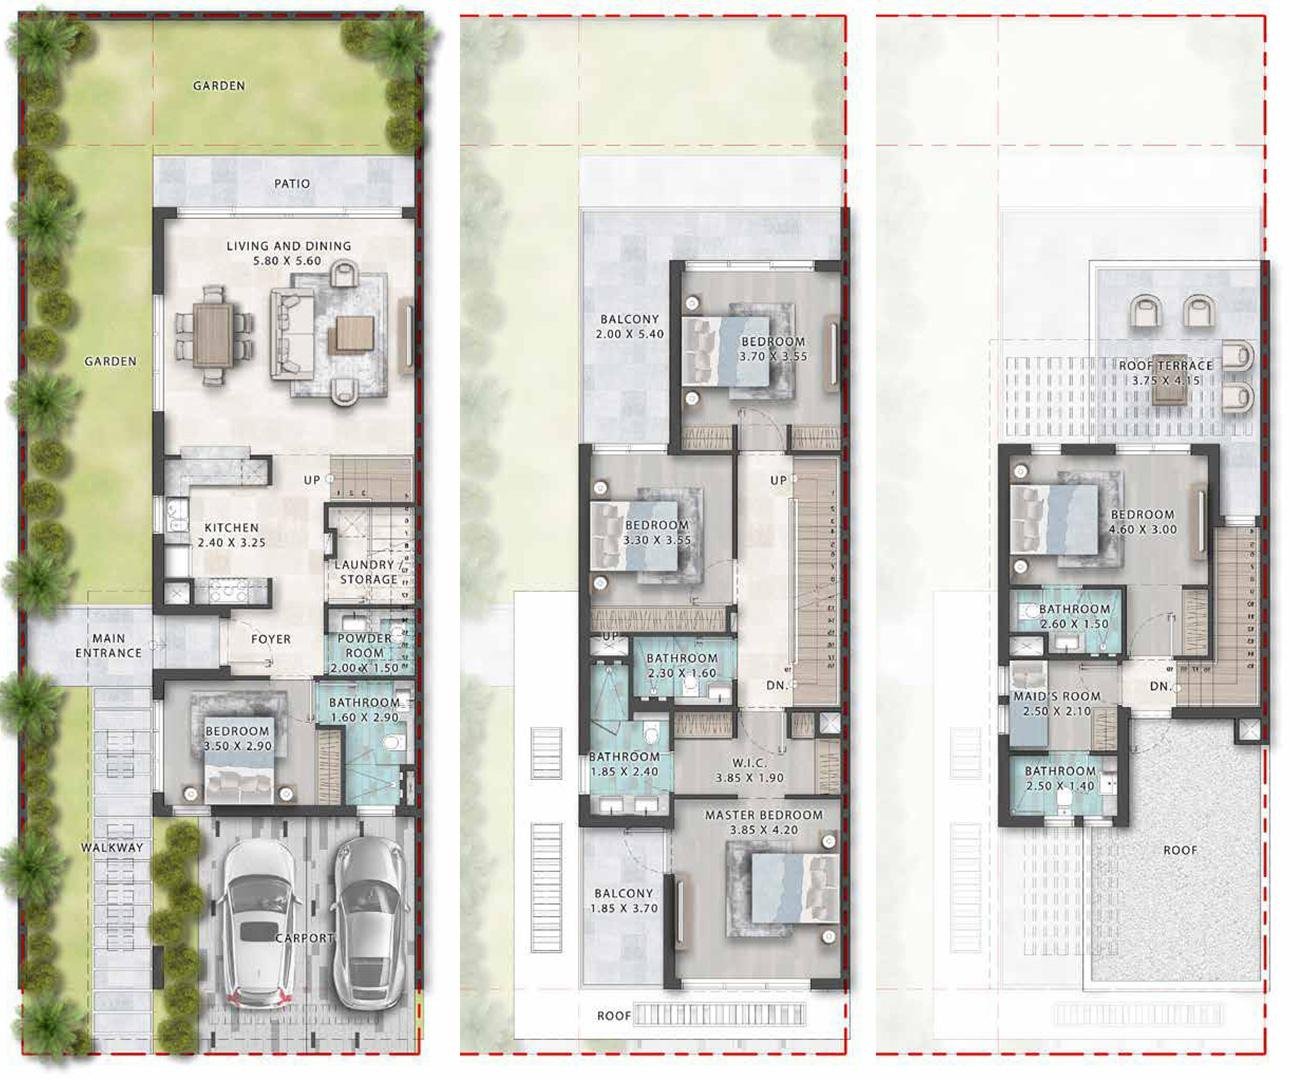 GARDEN
PATIO
LIVING AND DINING
5.80 X 5.60
GARDEN
UP
KITCHEN
2.40 X 3.25
LAUNDRY /
STORAGE
MAIN
ENTRANCE
FOYER
POWDER
ROOM
2.00 X 1.50
BATHROOM
1.60 X 2.90
BEDROOM
3.50 X 2.90
WALKWAY
CARPORT
BALCONY
2.00 X 5.40
BEDROOM
3.70 X 3.55
UP
BEDROOM
3.30 X 3.55
UP
BATHROOM
2.30 X 1.60
DN.
BATHROOM
1.85 X 2.40
W.I.C.
3.85 X 1.90
MASTER BEDROOM
3.85 X 4.20
BALCONY
1.85 X 3.70
ROOF
ROOF TERRACE
3.75 X 4.15
BEDROOM
4.60 X 3.00
BATHROOM
2.60 X 1.50
MAID'S ROOM
2.50 X 2.10
DN.
BATHROOM
2.50 X 1.40
ROOF